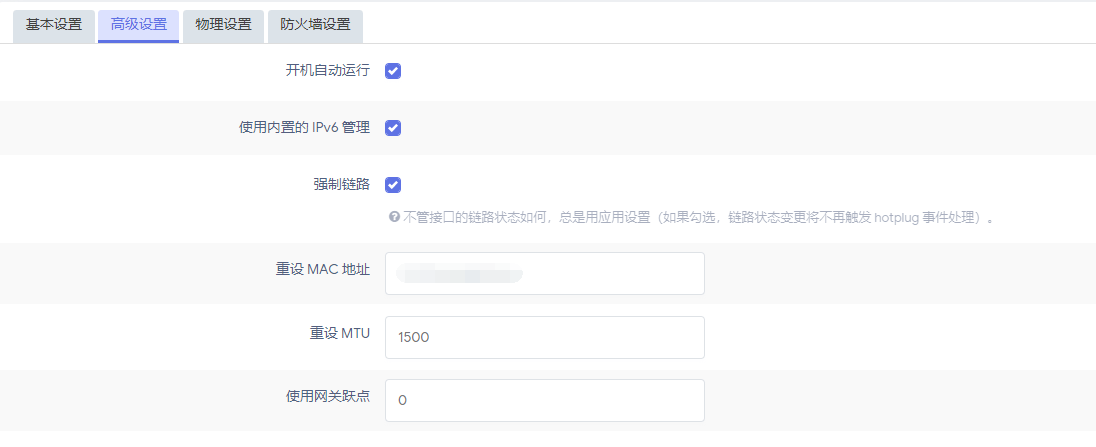 基本设置 高级设置 物理设置 防火墙设置
开机自动运行
使用内置的 IPv6 管理
强制链路
不管接口的链路状态如何，总是用应用设置（如果勾选，链路状态变更将不再触发 hotplug 事件处理）。
重设 MAC 地址
重设 MTU 1500
使用网关跃点 0